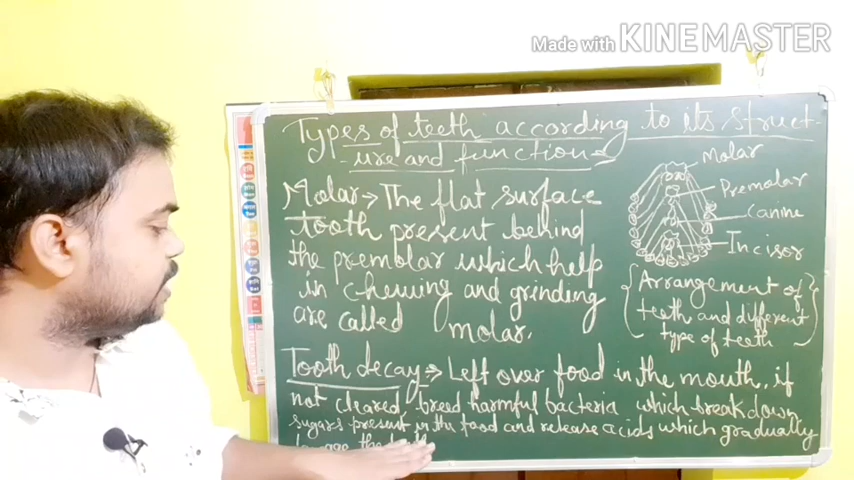 Made with KINEMASTER
Types of teeth according to its struct-
-ure and function
Molar → The flat surface
tooth present behind
the premolar which help
in chewing and grinding
are called molar.
Molar
Premolar
Canine
Incisor
Arrangement of
teeth and different
type of teeth
Tooth decay → Left over food in the mouth, if
not cleared, breed harmful bacteria which break down
sugars present in the food and release acids which gradually
the